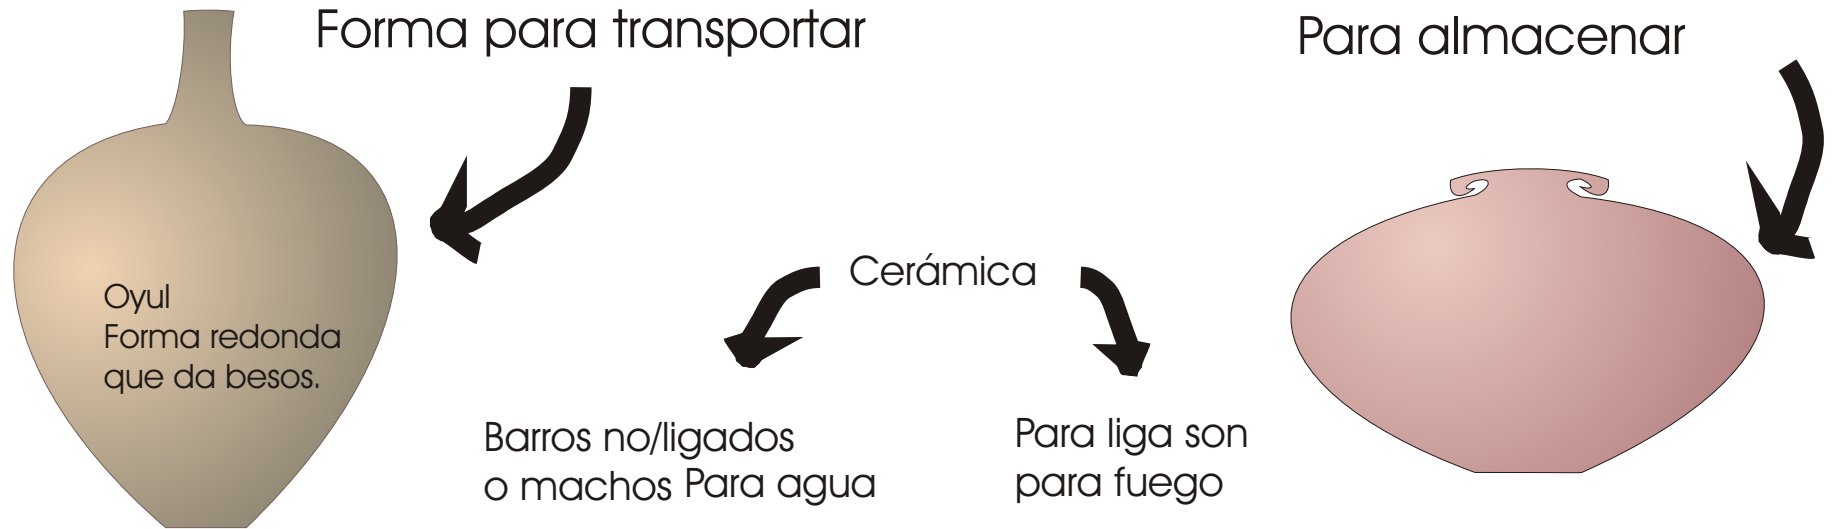 Forma para transportar
Para almacenar
Oyul
Forma redonda
que da besos.
Cerámica
Barros no/ligados
o machos Para agua
Para liga son
para fuego